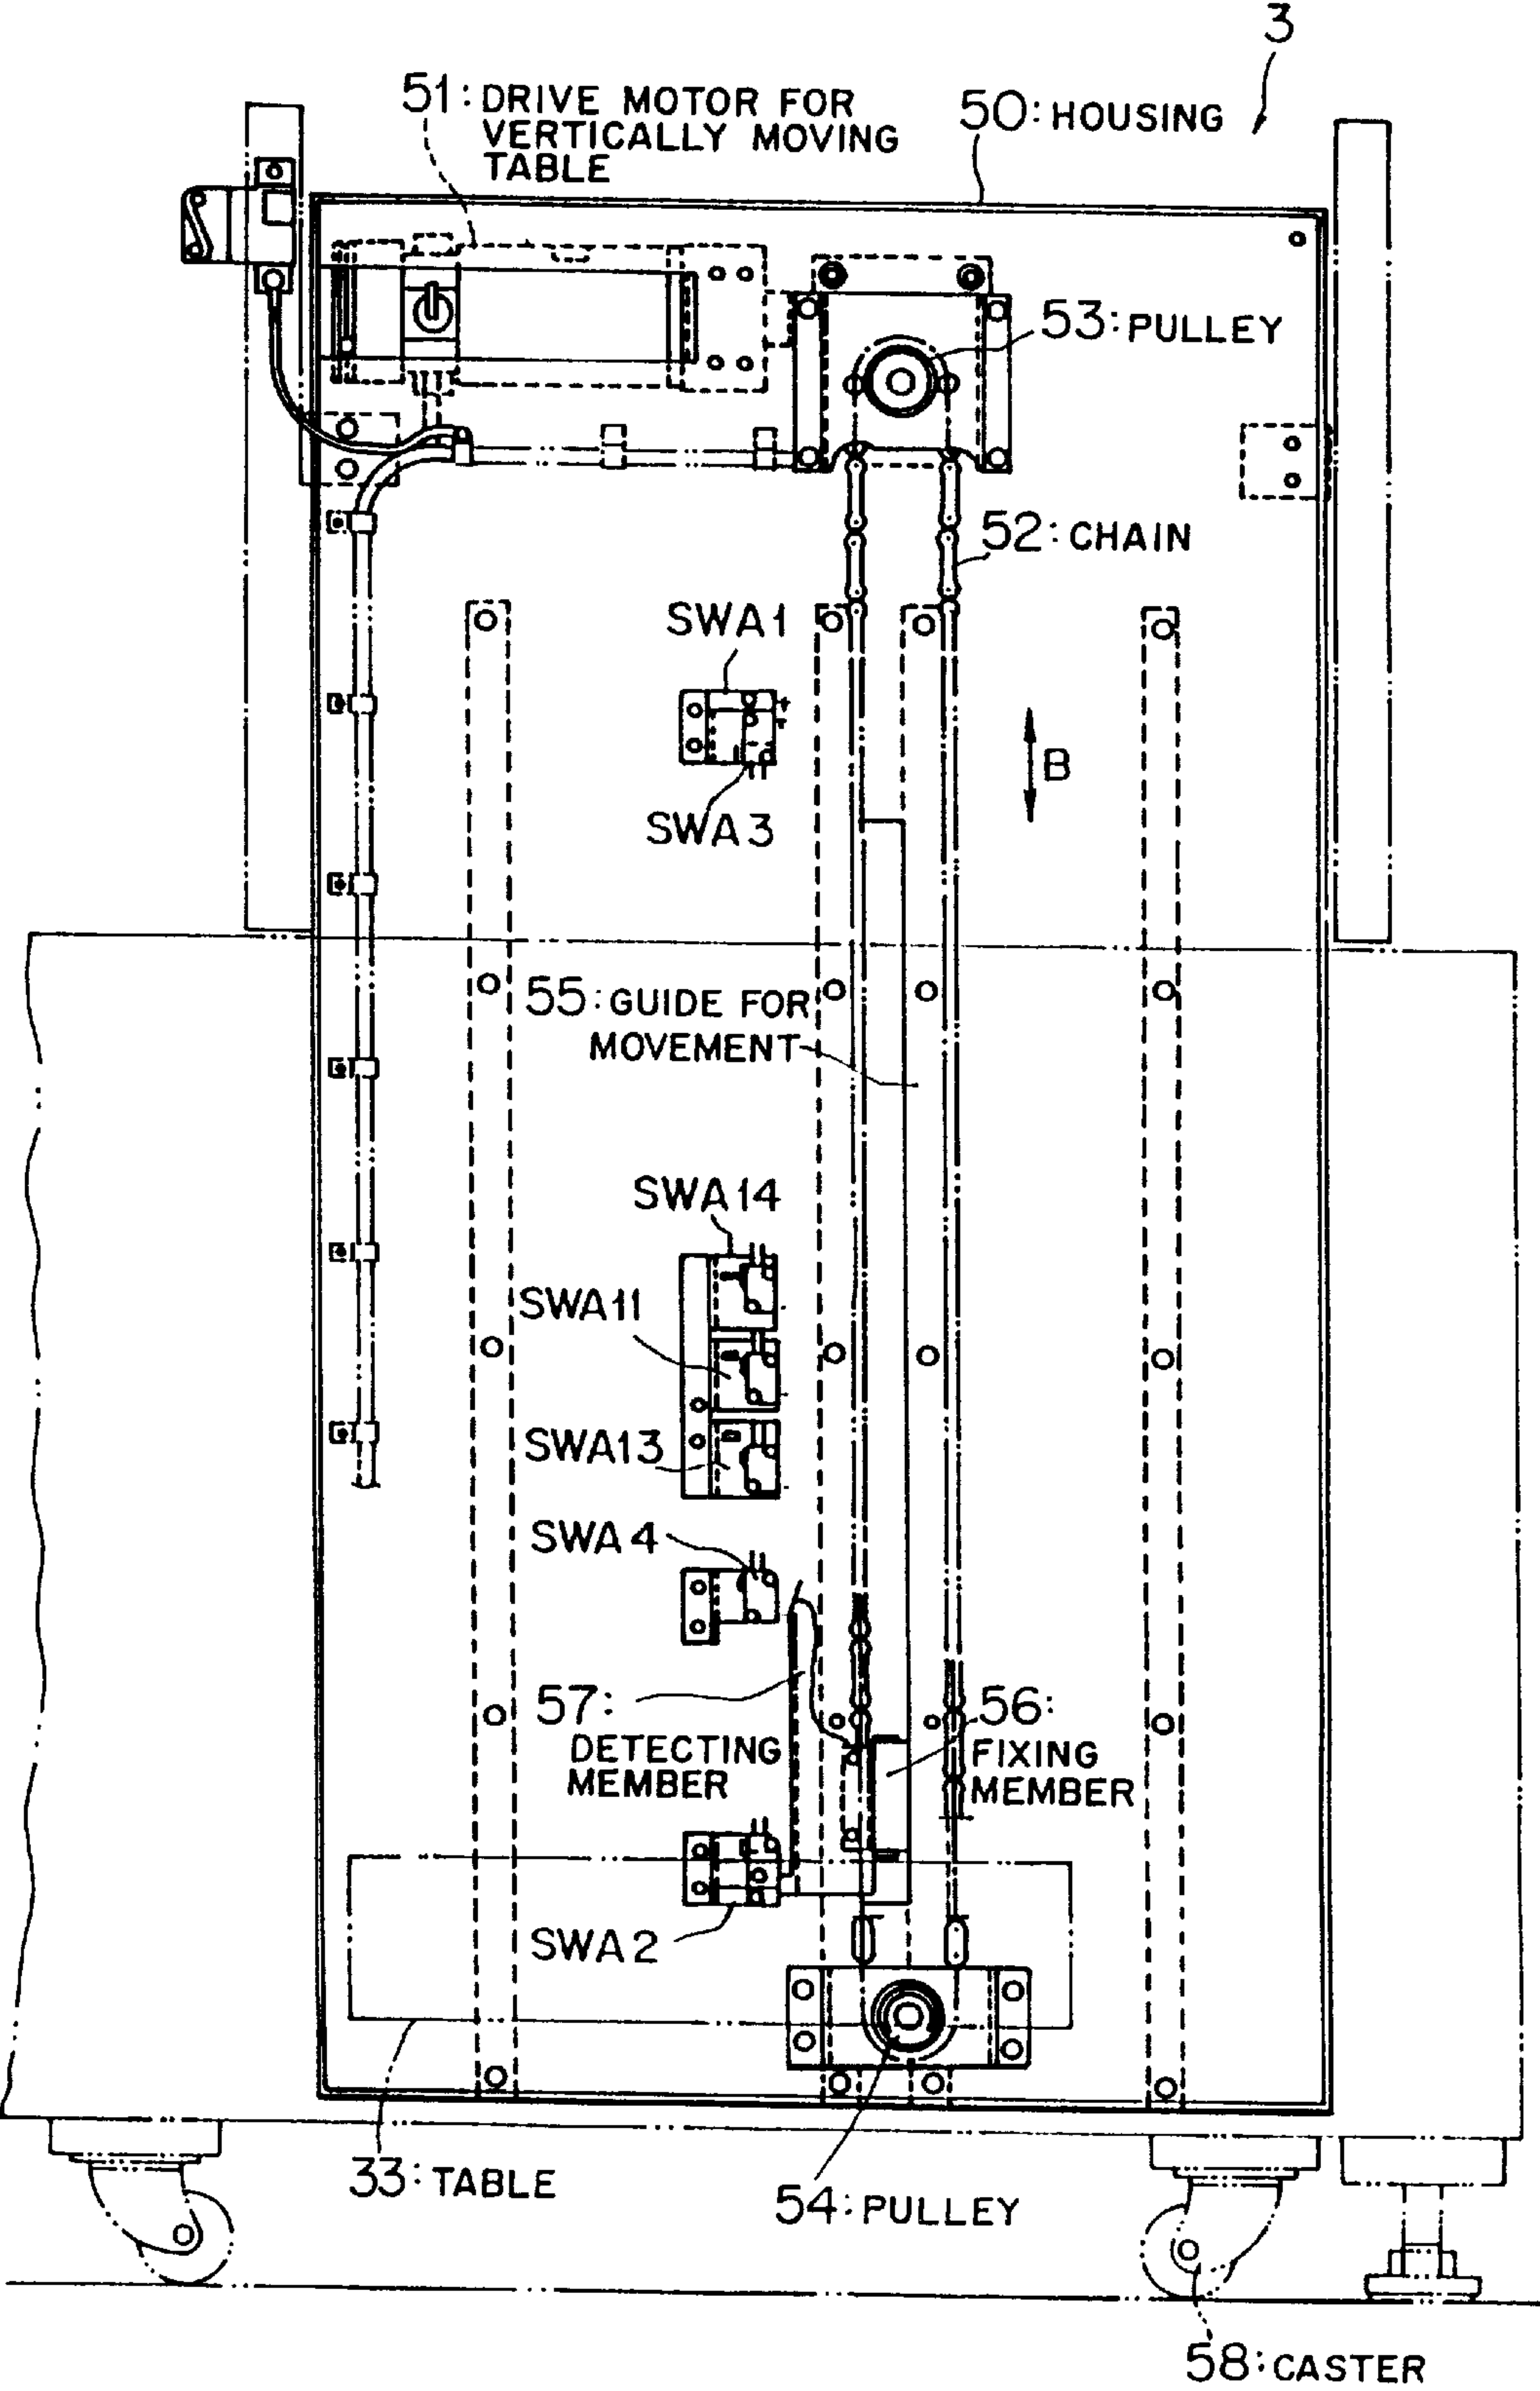 3
51: DRIVE MOTOR FOR
VERTICALLY MOVING
TABLE
50: HOUSING
53: PULLEY
52: CHAIN
SWA1
B
SWA3
55: GUIDE FOR
MOVEMENT
SWA14
SWA11
SWA13
SWA4
57:
DETECTING
MEMBER
56:
FIXING
MEMBER
SWA2
33: TABLE
54: PULLEY
58: CASTER